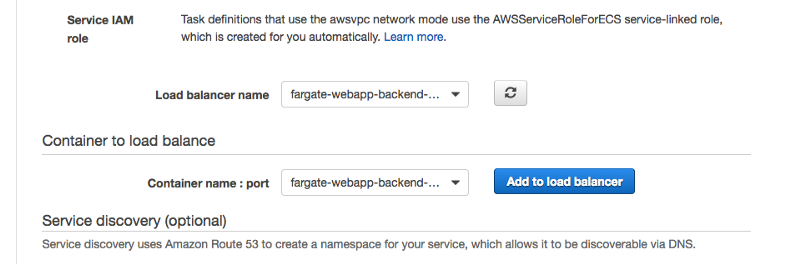 Service IAM Task definitions that use the awsvpc network mode use the AWSServiceRoleForECS service-linked role,
role which is created for you automatically. Learn more.
Load balancer name fargate-webapp-backend-...
Container to load balance
Container name : port fargate-webapp-backend-... Add to load balancer
Service discovery (optional)
Service discovery uses Amazon Route 53 to create a namespace for your service, which allows it to be discoverable via DNS.